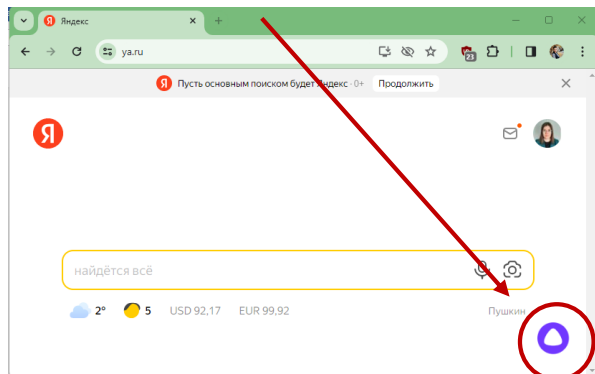 Я Яндекс
ya.ru
23
Я Пусть основным поиском будет Яндекс · 0+ Продолжить
Я
найдётся всё
2° 5 USD 92,17 EUR 99,92 Пушкин